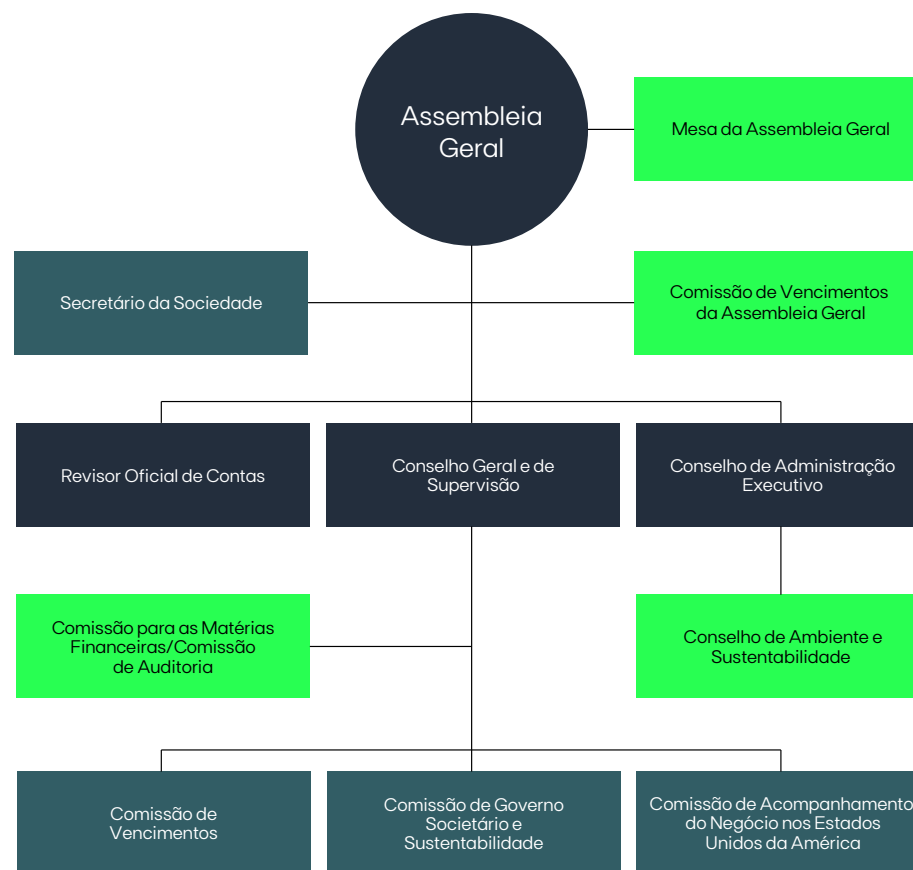 Assembleia
Geral
Mesa da Assembleia Geral
Secretário da Sociedade
Comissão de Vencimentos
da Assembleia Geral
Revisor Oficial de Contas
Conselho Geral e de
Supervisão
Conselho de Administração
Executivo
Comissão para as Matérias
Financeiras/Comissão
de Auditoria
Conselho de Ambiente e
Sustentabilidade
Comissão de
Vencimentos
Comissão de Governo
Societário e
Sustentabilidade
Comissão de Acompanhamento
do Negócio nos Estados
Unidos da América